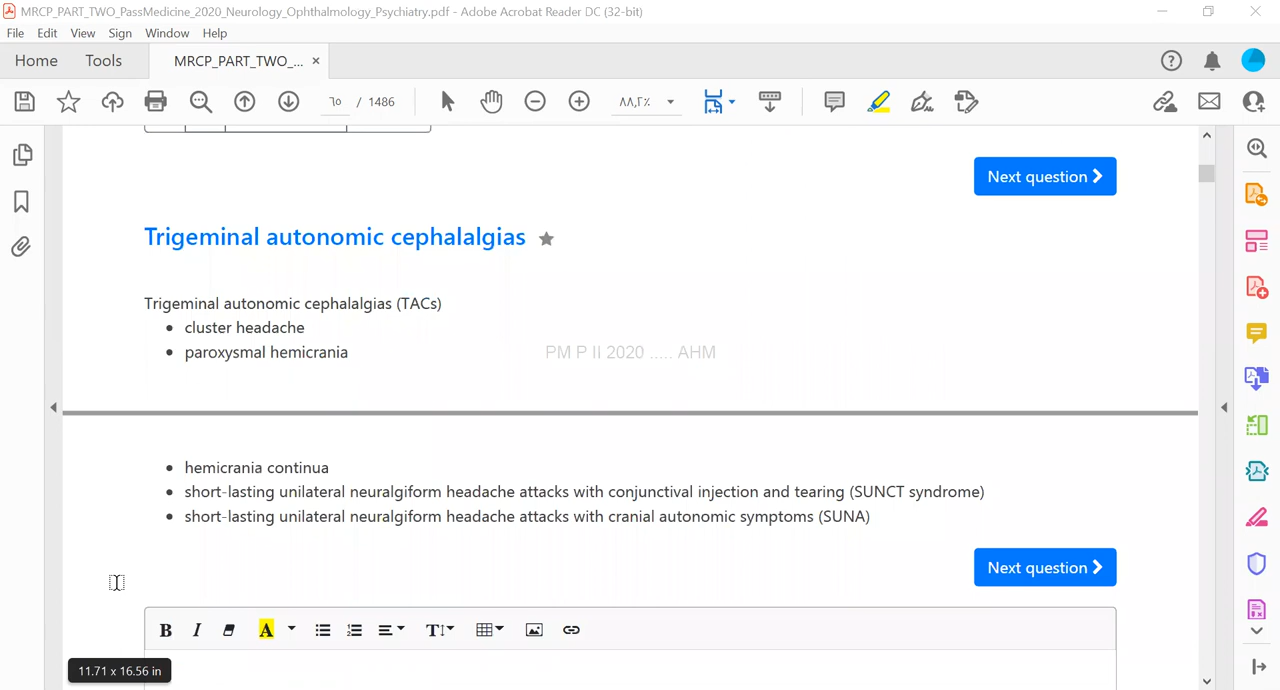 MRCP_PART_TWO_PassMedicine_2020_Neurology_Ophthalmology_Psychiatry.pdf - Adobe Acrobat Reader DC (32-bit)
File Edit View Sign Window Help
Home Tools MRCP_PART_TWO_... ×
٦٥ / 1486 ٨٨٫٢٪
Next question
Trigeminal autonomic cephalalgias
Trigeminal autonomic cephalalgias (TACs)
• cluster headache
• paroxysmal hemicrania
PM P II 2020 ..... AHM
• hemicrania continua
• short-lasting unilateral neuralgiform headache attacks with conjunctival injection and tearing (SUNCT syndrome)
• short-lasting unilateral neuralgiform headache attacks with cranial autonomic symptoms (SUNA)
Next question
B I A T
11.71 x 16.56 in